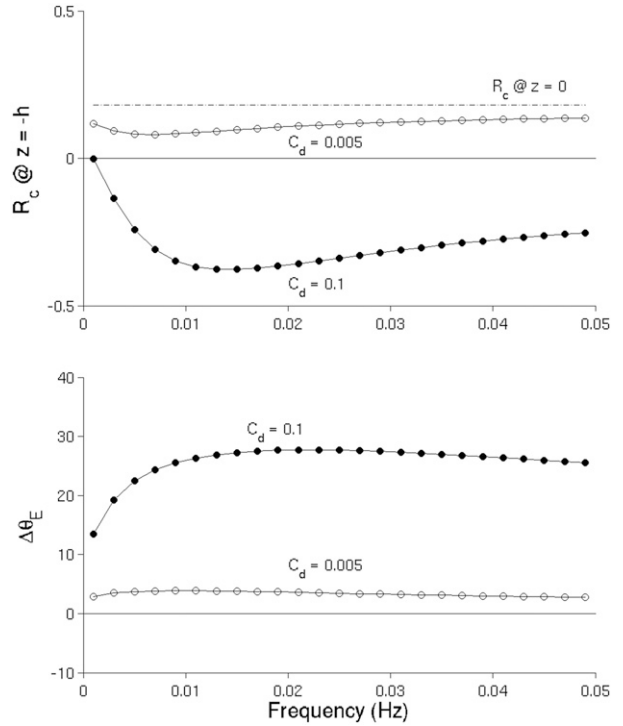 0.5
R_c @ z = 0
C_d = 0.005
R_c @ z = -h
0
C_d = 0.1
-0.5
0 0.01 0.02 0.03 0.04 0.05
40
C_d = 0.1
30
20
Δθ_E
10
C_d = 0.005
0
-10
0 0.01 0.02 0.03 0.04 0.05
Frequency (Hz)